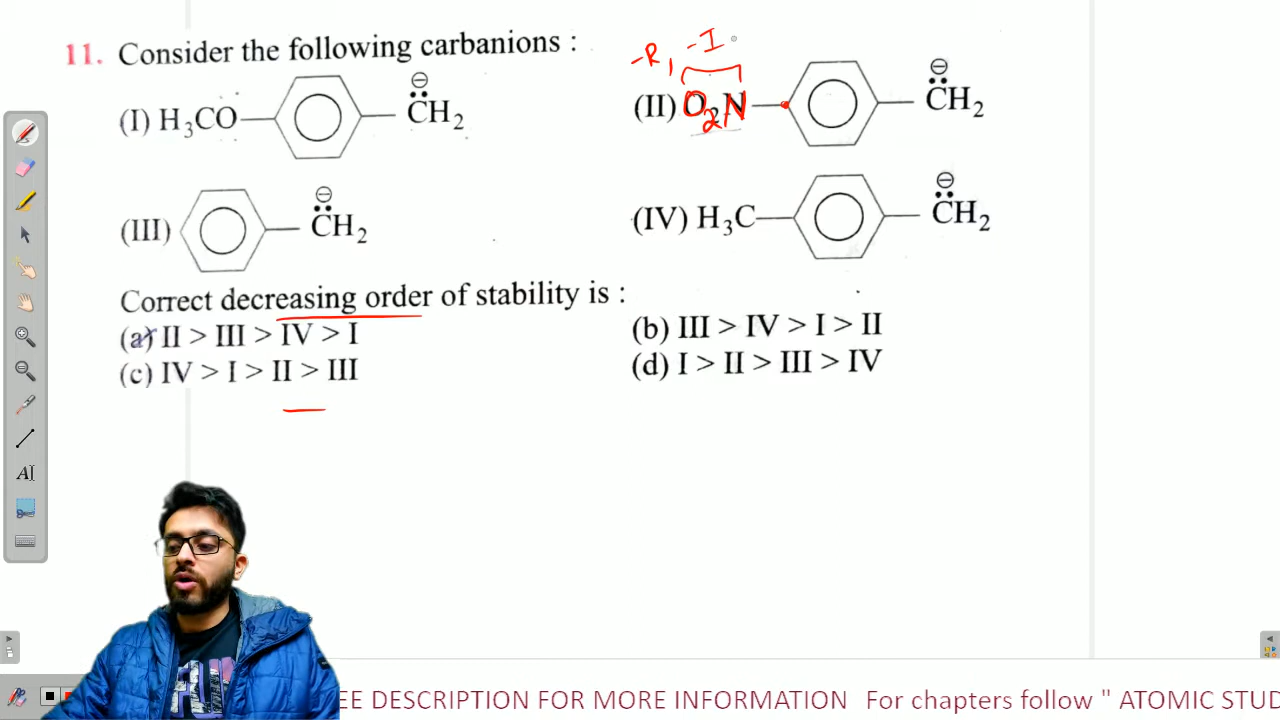 11. Consider the following carbanions :
-R, -I
(I) H₃CO— —C̈H₂ ⊖
(II) O₂N— —C̈H₂ ⊖
(III) —C̈H₂ ⊖
(IV) H₃C— —C̈H₂ ⊖
Correct decreasing order of stability is :
(a) II > III > IV > I
(b) III > IV > I > II
(c) IV > I > II > III
(d) I > II > III > IV
AI
EE DESCRIPTION FOR MORE INFORMATION For chapters follow " ATOMIC STUD